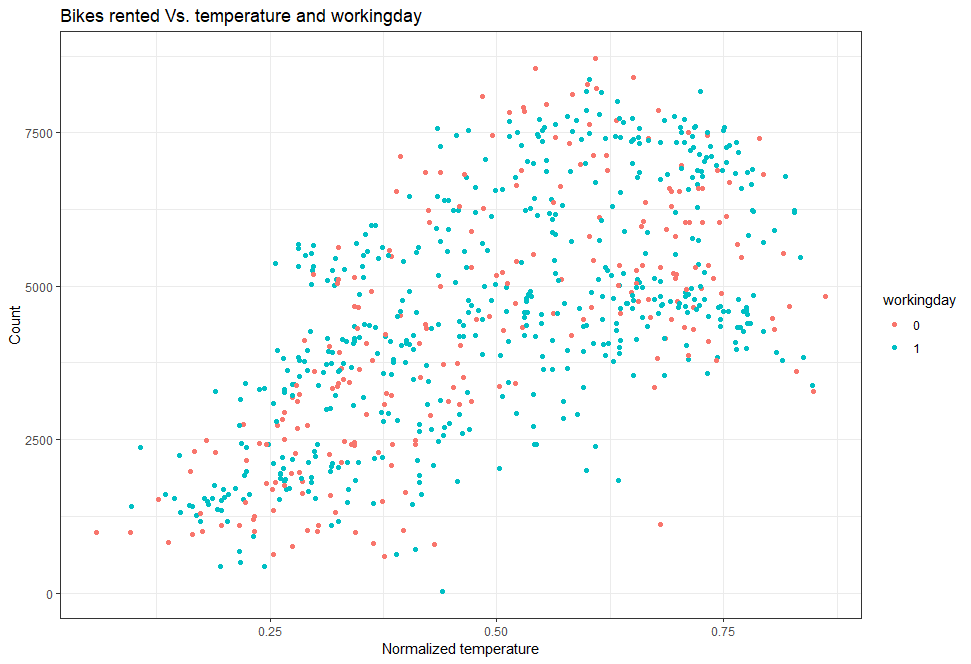 Bikes rented Vs. temperature and workingday
Count
7500
5000
2500
0
0.25 0.50 0.75
Normalized temperature
workingday
0
1